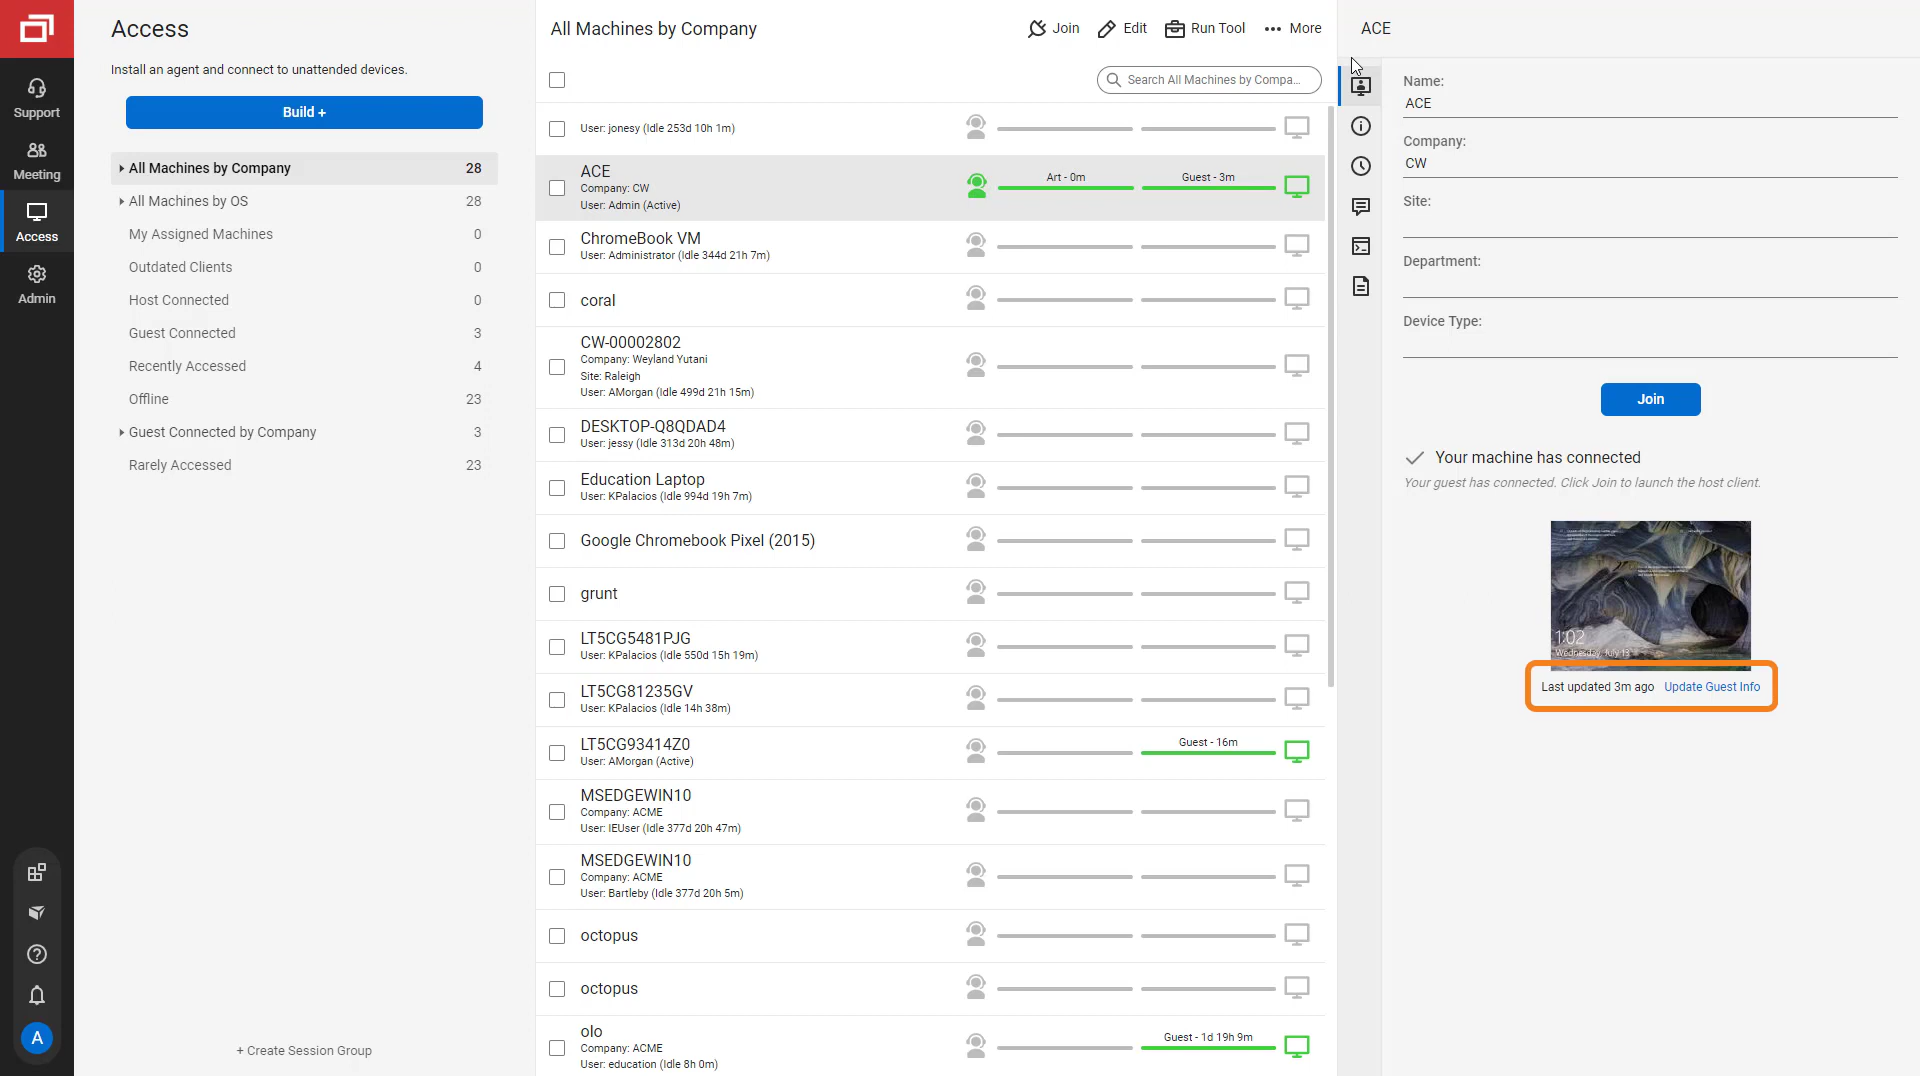 Support
Meeting
Access
Admin
A
Access
Install an agent and connect to unattended devices.
Build +
All Machines by Company 28
All Machines by OS 28
My Assigned Machines 0
Outdated Clients 0
Host Connected 0
Guest Connected 3
Recently Accessed 4
Offline 23
Guest Connected by Company 3
Rarely Accessed 23
+ Create Session Group
All Machines by Company
Join Edit Run Tool More
Search All Machines by Compa...
User: jonesy (Idle 253d 10h 1m)
ACE
Company: CW
User: Admin (Active)
Art - 0m Guest - 3m
ChromeBook VM
User: Administrator (Idle 344d 21h 7m)
coral
CW-00002802
Company: Weyland Yutani
Site: Raleigh
User: AMorgan (Idle 499d 21h 15m)
DESKTOP-Q8QDAD4
User: jessy (Idle 313d 20h 48m)
Education Laptop
User: KPalacios (Idle 994d 19h 7m)
Google Chromebook Pixel (2015)
grunt
LT5CG5481PJG
User: KPalacios (Idle 550d 15h 19m)
LT5CG81235GV
User: KPalacios (Idle 14h 38m)
LT5CG93414Z0
User: AMorgan (Active)
Guest - 16m
MSEDGEWIN10
Company: ACME
User: IEUser (Idle 377d 20h 47m)
MSEDGEWIN10
Company: ACME
User: Bartleby (Idle 377d 20h 5m)
octopus
octopus
olo
Company: ACME
User: education (Idle 8h 0m)
Guest - 1d 19h 9m
ACE
Name:
ACE
Company:
CW
Site:
Department:
Device Type:
Join
Your machine has connected
Your guest has connected. Click Join to launch the host client.
1:02
Wednesday, July 13
Last updated 3m ago Update Guest Info